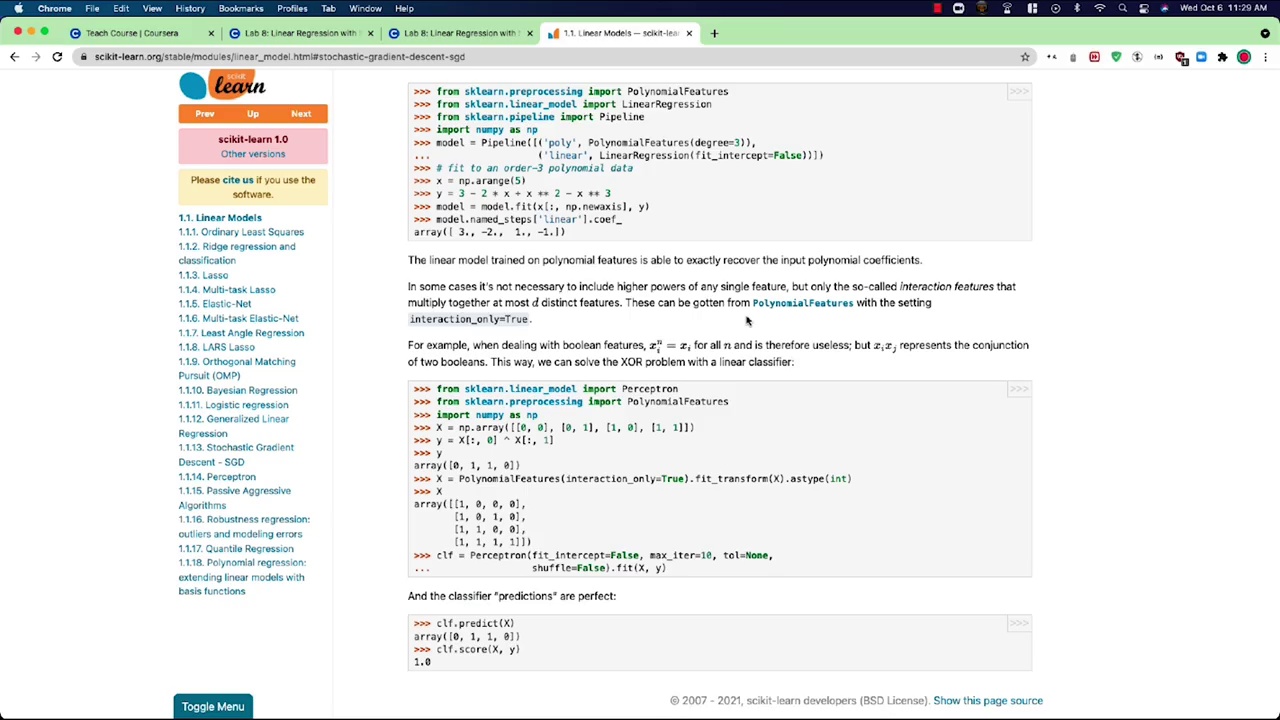 Chrome File Edit View History Bookmarks Profiles Tab Window Help Wed Oct 6 11:29 AM
Teach Course | Coursera × Lab 8: Linear Regression with × Lab 8: Linear Regression with × 1.1. Linear Models — scikit-lea × +
scikit-learn.org/stable/modules/linear_model.html#stochastic-gradient-descent-sgd
scikit
learn
Prev Up Next
scikit-learn 1.0
Other versions
Please cite us if you use the
software.
1.1. Linear Models
1.1.1. Ordinary Least Squares
1.1.2. Ridge regression and
classification
1.1.3. Lasso
1.1.4. Multi-task Lasso
1.1.5. Elastic-Net
1.1.6. Multi-task Elastic-Net
1.1.7. Least Angle Regression
1.1.8. LARS Lasso
1.1.9. Orthogonal Matching
Pursuit (OMP)
1.1.10. Bayesian Regression
1.1.11. Logistic regression
1.1.12. Generalized Linear
Regression
1.1.13. Stochastic Gradient
Descent - SGD
1.1.14. Perceptron
1.1.15. Passive Aggressive
Algorithms
1.1.16. Robustness regression:
outliers and modeling errors
1.1.17. Quantile Regression
1.1.18. Polynomial regression:
extending linear models with
basis functions
Toggle Menu
>>> from sklearn.preprocessing import PolynomialFeatures >>>
>>> from sklearn.linear_model import LinearRegression
>>> from sklearn.pipeline import Pipeline
>>> import numpy as np
>>> model = Pipeline([('poly', PolynomialFeatures(degree=3)),
... ('linear', LinearRegression(fit_intercept=False))])
>>> # fit to an order-3 polynomial data
>>> x = np.arange(5)
>>> y = 3 - 2 * x + x ** 2 - x ** 3
>>> model = model.fit(x[:, np.newaxis], y)
>>> model.named_steps['linear'].coef_
array([ 3., -2., 1., -1.])
The linear model trained on polynomial features is able to exactly recover the input polynomial coefficients.
In some cases it's not necessary to include higher powers of any single feature, but only the so-called interaction features that
multiply together at most d distinct features. These can be gotten from PolynomialFeatures with the setting
interaction_only=True.
For example, when dealing with boolean features, xᵢⁿ = xᵢ for all n and is therefore useless; but xᵢxⱼ represents the conjunction
of two booleans. This way, we can solve the XOR problem with a linear classifier:
>>> from sklearn.linear_model import Perceptron >>>
>>> from sklearn.preprocessing import PolynomialFeatures
>>> import numpy as np
>>> X = np.array([[0, 0], [0, 1], [1, 0], [1, 1]])
>>> y = X[:, 0] ^ X[:, 1]
>>> y
array([0, 1, 1, 0])
>>> X = PolynomialFeatures(interaction_only=True).fit_transform(X).astype(int)
>>> X
array([[1, 0, 0, 0],
[1, 0, 1, 0],
[1, 1, 0, 0],
[1, 1, 1, 1]])
>>> clf = Perceptron(fit_intercept=False, max_iter=10, tol=None,
... shuffle=False).fit(X, y)
And the classifier "predictions" are perfect:
>>> clf.predict(X) >>>
array([0, 1, 1, 0])
>>> clf.score(X, y)
1.0
© 2007 - 2021, scikit-learn developers (BSD License). Show this page source